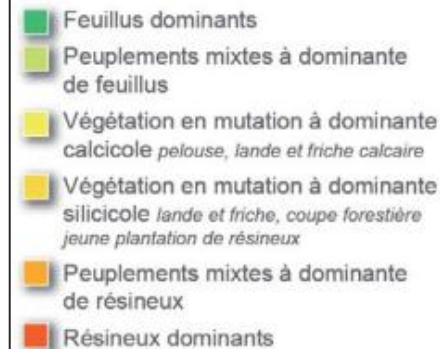 Feuillus dominants
Peuplements mixtes à dominante
de feuillus
Végétation en mutation à dominante
calcicole pelouse, lande et friche calcaire
Végétation en mutation à dominante
silicicole lande et friche, coupe forestière
jeune plantation de résineux
Peuplements mixtes à dominante
de résineux
Résineux dominants